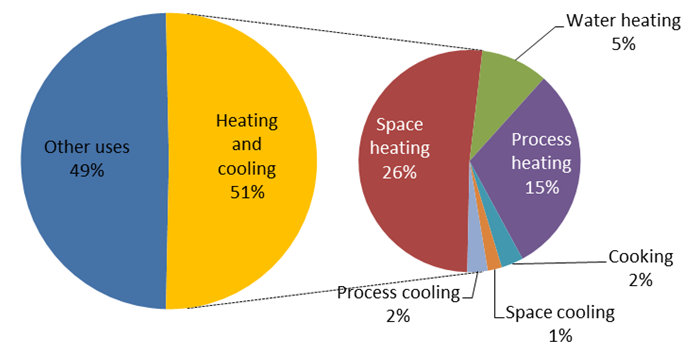 Other uses
49%
Heating
and
cooling
51%
Water heating
5%
Space
heating
26%
Process
heating
15%
Cooking
2%
Space cooling
1%
Process cooling
2%